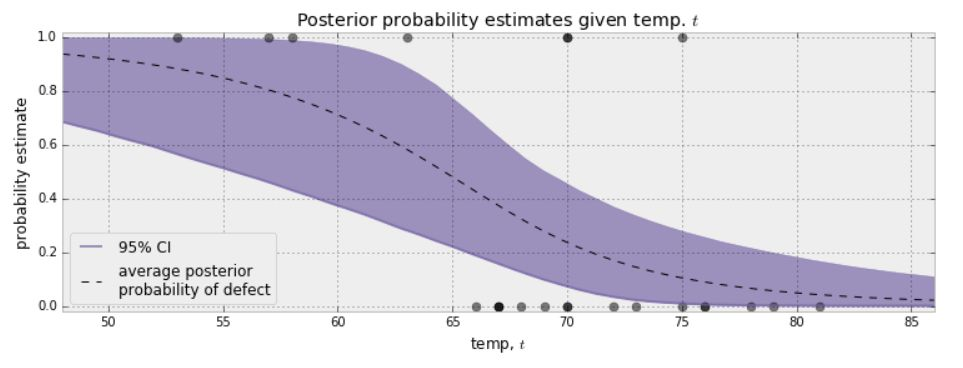 Posterior probability estimates given temp. t
1.0
0.8
0.6
0.4
0.2
0.0
probability estimate
95% CI
average posterior
probability of defect
50 55 60 65 70 75 80 85
temp, t